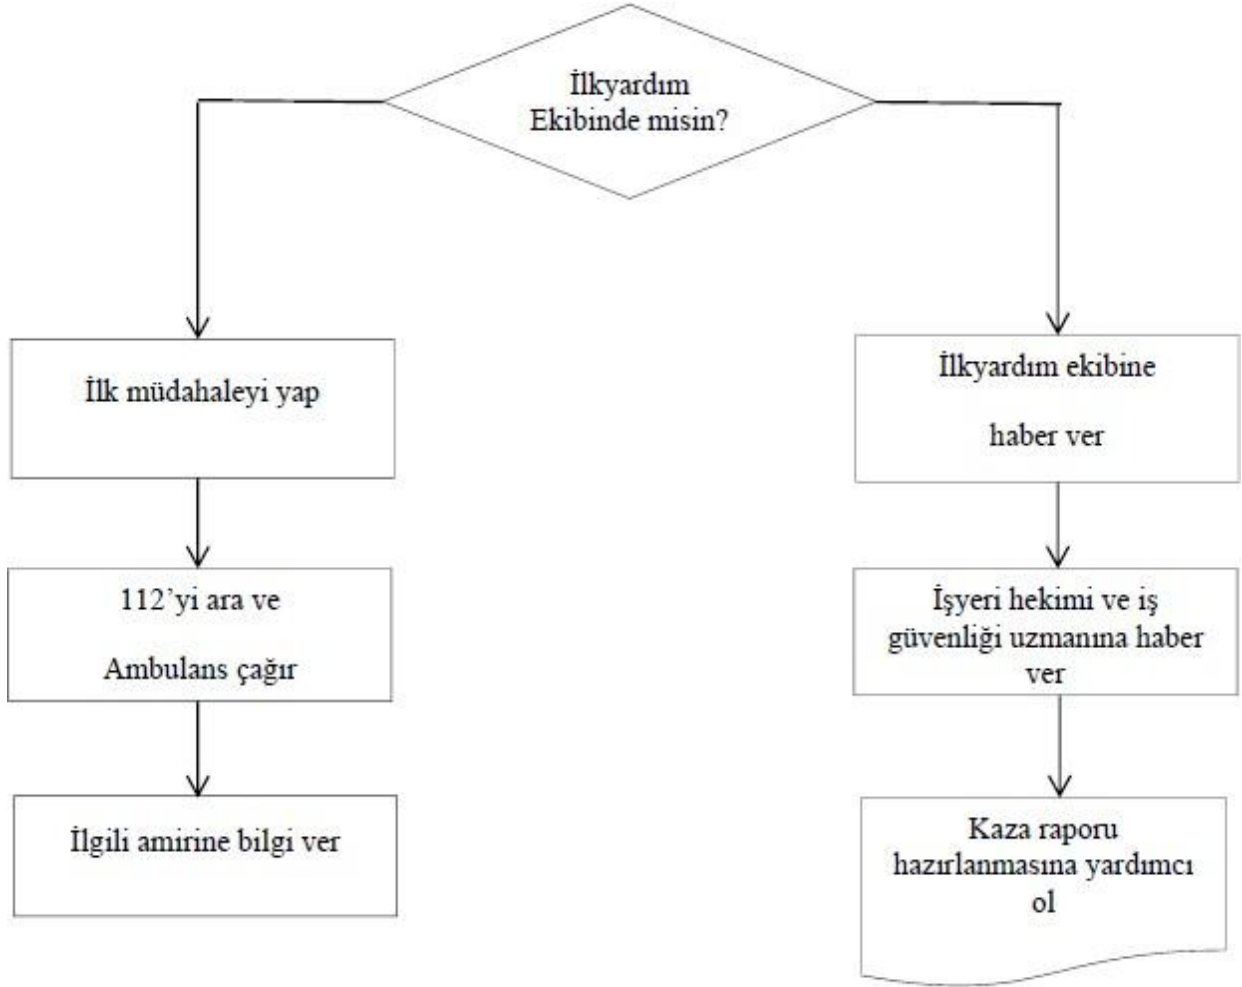 İlkyardım
Ekibinde misin?
İlk müdahaleyi yap
İlkyardım ekibine
haber ver
112’yi ara ve
Ambulans çağır
İşyeri hekimi ve iş
güvenliği uzmanına haber
ver
İlgili amirine bilgi ver
Kaza raporu
hazırlanmasına yardımcı
ol